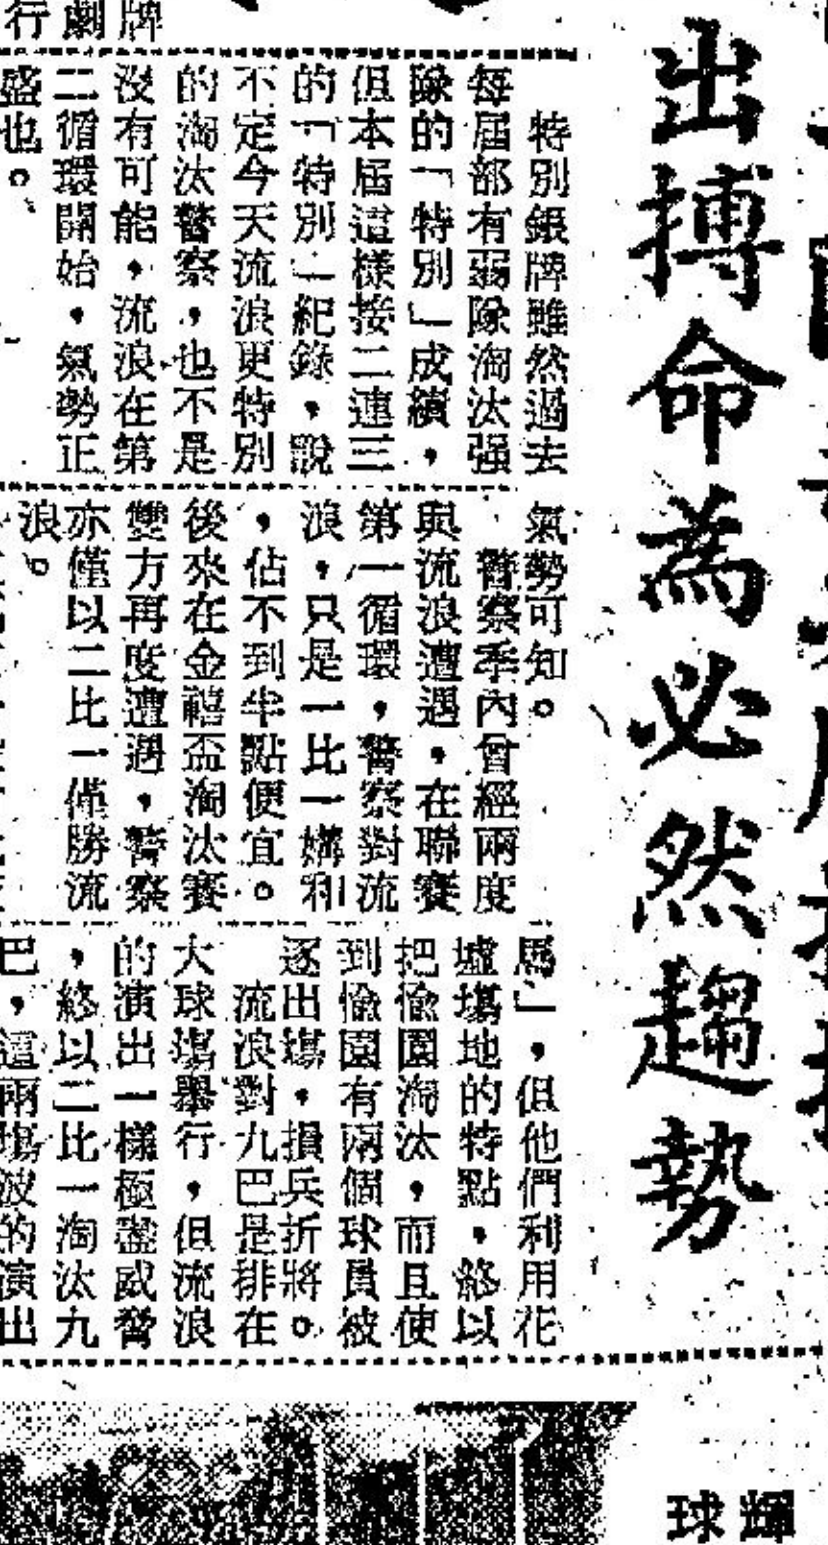 出搏命為必然趨勢
牌
劇
行
特別銀牌雖然過去
每屆都有弱隊淘汰强
隊的「特別」成績，
但本屆這樣接二連三
的「特別」紀錄，說
不定今天流浪更特別
的淘汰警察，也不是
沒有可能，流浪在第
二循環開始，氣勢正
盛也。
氣勢可知。
警察季內曾經兩度
與流浪遭遇，在聯賽
第一循環，警察對流
浪，只是一比一媾和
，佔不到半點便宜。
後來在金禧盃淘汰賽
雙方再度遭遇，警察
亦僅以二比一僅勝流
浪。
馬」，但他們利用花
墟塲地的特點，終以
把愉園淘汰，而且使
到愉園有兩個球員被
逐出塲，損兵折將。
流浪對九巴是排在
大球塲舉行，但流浪
的演出一樣極盡威脅
，終以二比一淘汰九
巴，這兩塲波的演出
輝
球